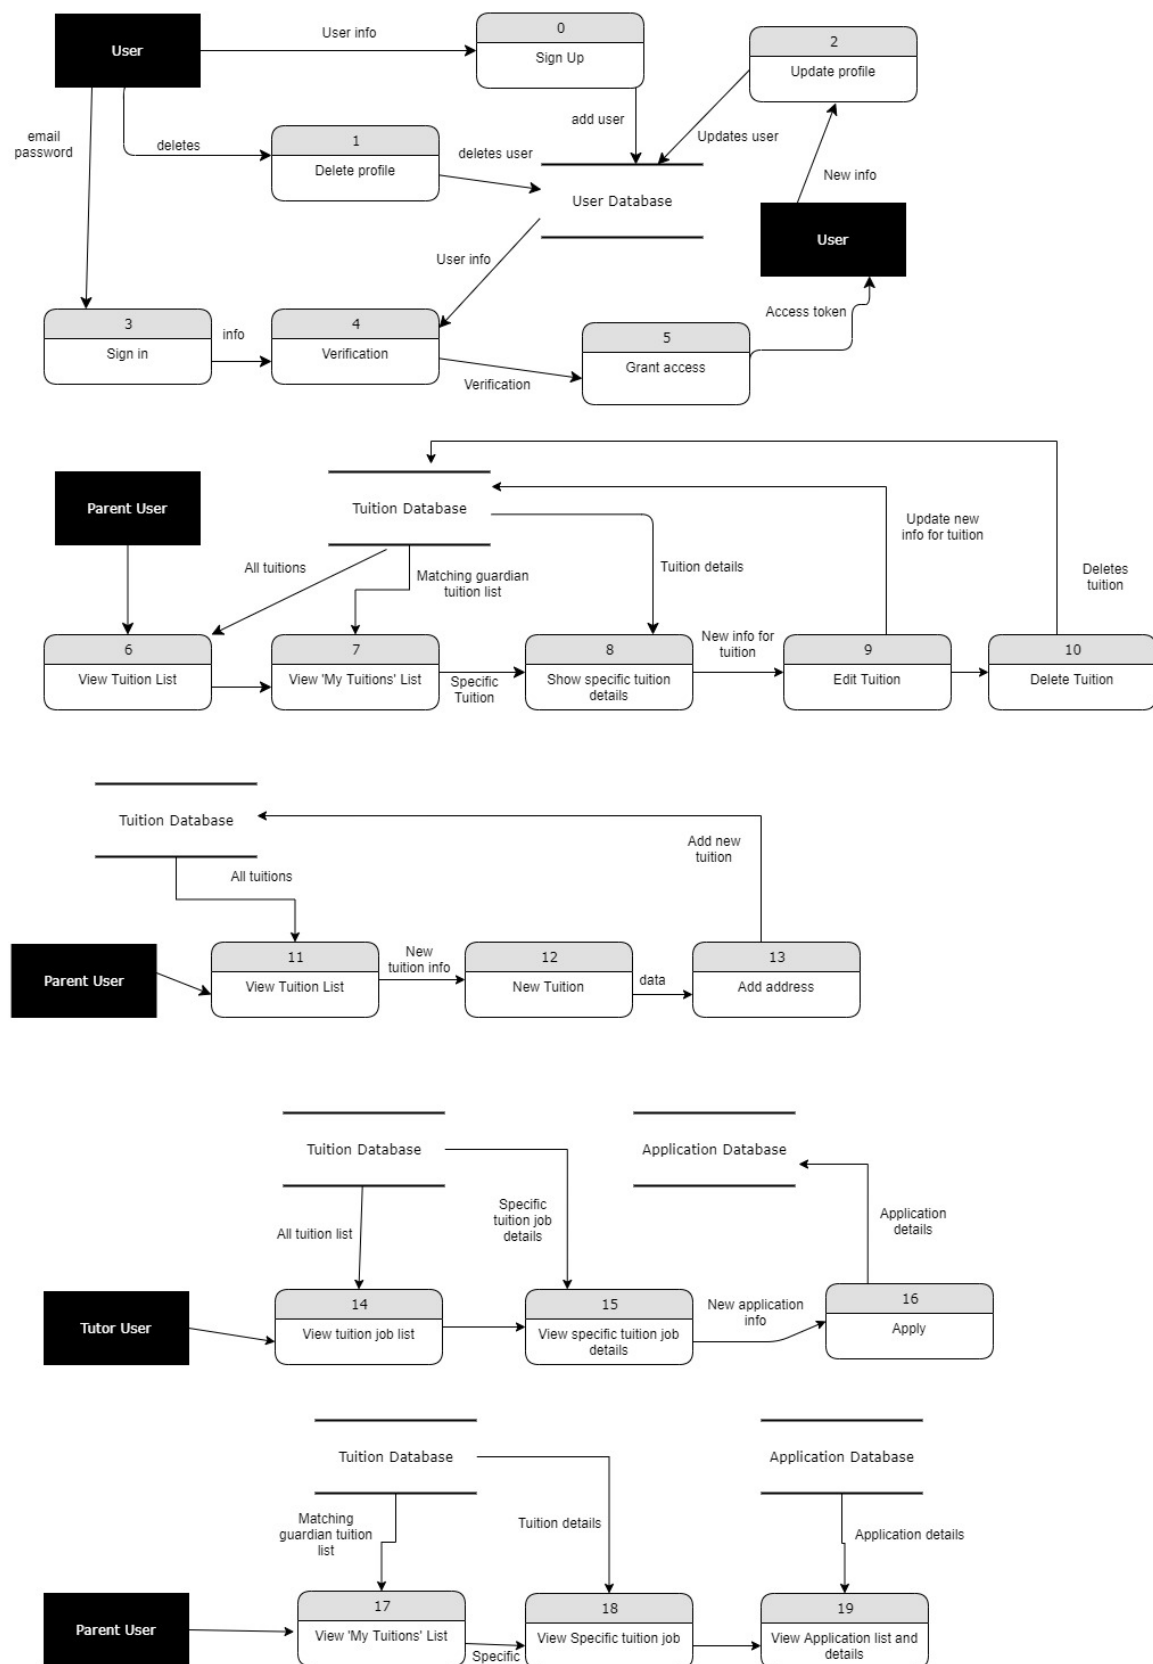 0
User
User info
Sign Up
2
Update profile
email
password
deletes
1
Delete profile
deletes user
add user
Updates user
User Database
New info
User
User info
Access token
3
Sign in
info
4
Verification
Verification
5
Grant access
Parent User
Tuition Database
All tuitions
Matching guardian
tuition list
Tuition details
Update new
info for tuition
Deletes
tuition
6
View Tuition List
7
View 'My Tuitions' List
Specific
Tuition
8
Show specific tuition
details
New info for
tuition
9
Edit Tuition
10
Delete Tuition
Tuition Database
Add new
tuition
All tuitions
Parent User
11
View Tuition List
New
tuition info
12
New Tuition
data
13
Add address
Tuition Database
Application Database
All tuition list
Specific
tuition job
details
Application
details
Tutor User
14
View tuition job list
15
View specific tuition job
details
New application
info
16
Apply
Tuition Database
Application Database
Matching
guardian tuition
list
Tuition details
Application details
Parent User
17
View 'My Tuitions' List
Specific
18
View Specific tuition job
19
View Application list and
details